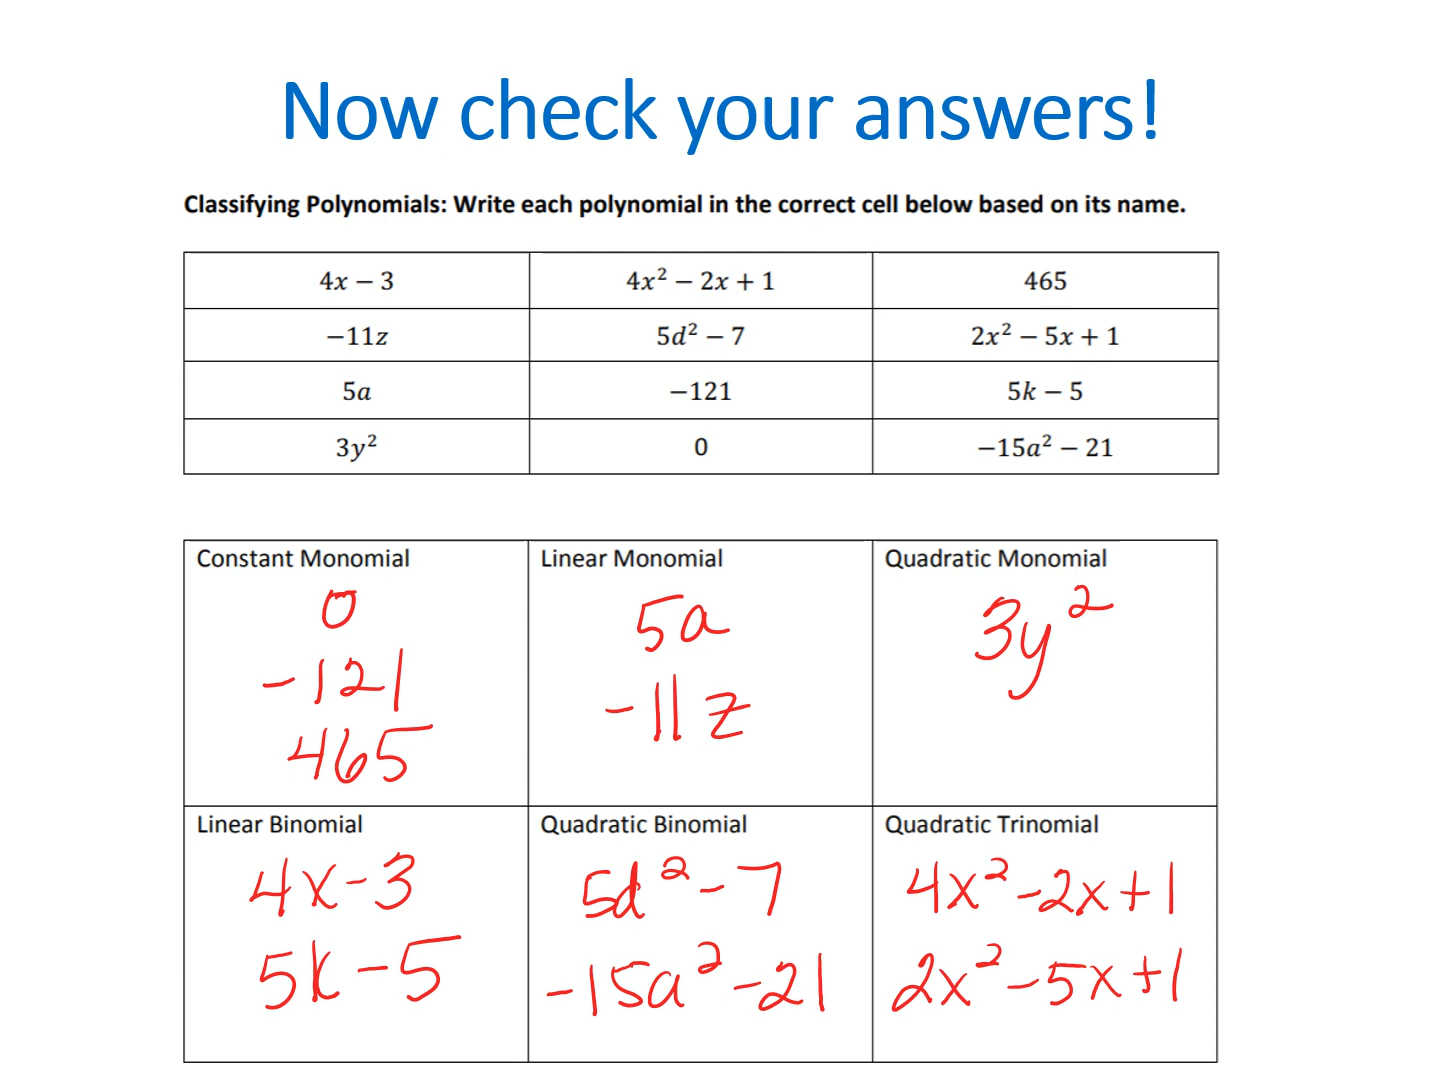 Now check your answers!
Classifying Polynomials: Write each polynomial in the correct cell below based on its name.
4x − 3 4x² − 2x + 1 465
−11z 5d² − 7 2x² − 5x + 1
5a −121 5k − 5
3y² 0 −15a² − 21
Constant Monomial Linear Monomial Quadratic Monomial
0 5a 3y²
-121 -11z
465
Linear Binomial Quadratic Binomial Quadratic Trinomial
4x-3 5d²-7 4x²-2x+1
5k-5 -15a²-21 2x²-5x+1